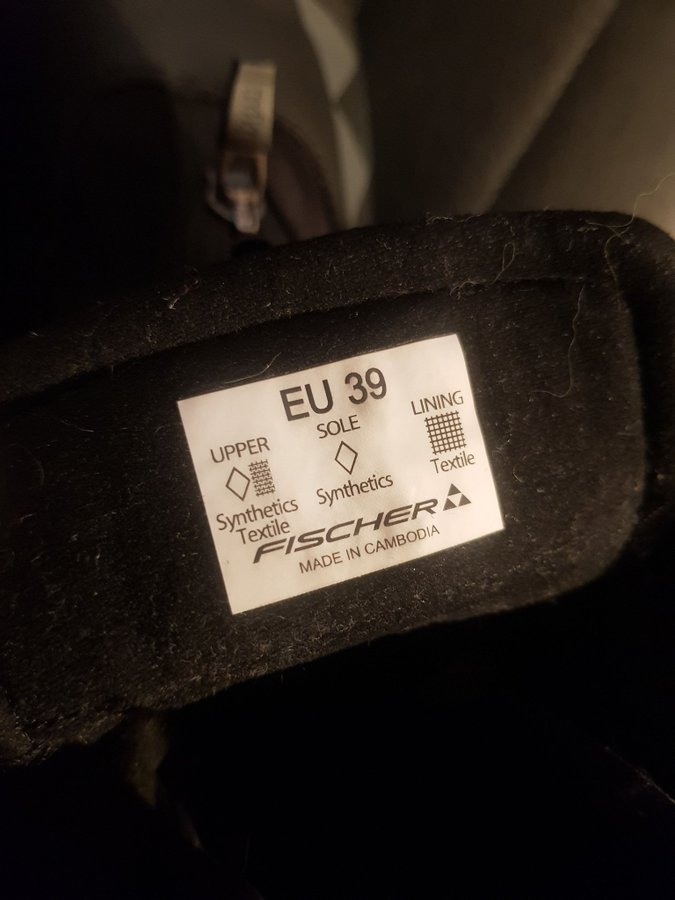 EU 39
UPPER
Synthetics
Textile
SOLE
Synthetics
LINING
Textile
FISCHER
MADE IN CAMBODIA